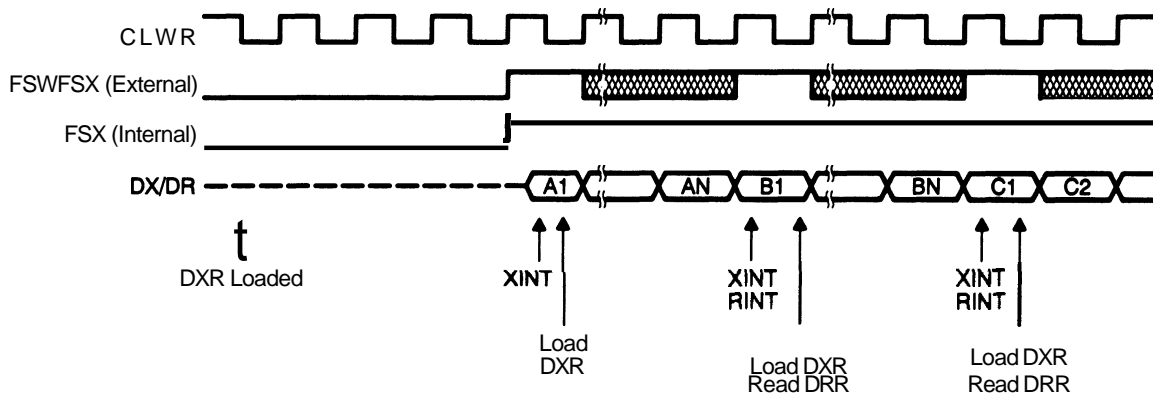 CLWR
FSWFSX (External)
FSX (Internal)
DX/DR A1 AN B1 BN C1 C2
t
DXR Loaded
XINT
XINT
RINT
XINT
RINT
Load
DXR
Load DXR
Read DRR
Load DXR
Read DRR